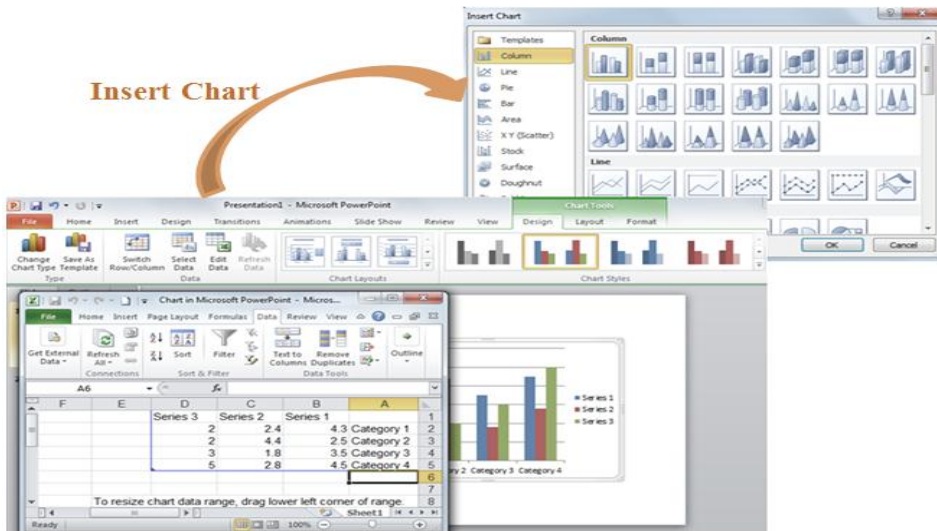 Insert Chart
Insert Chart
Templates
Column
Line
Pie
Bar
Area
X Y (Scatter)
Stock
Surface
Doughnut
Column
Line
OK Cancel
Presentation1 - Microsoft PowerPoint
Chart Tools
File Home Insert Design Transitions Animations Slide Show Review View Design Layout Format
Change Chart Type
Save As Template
Switch Row/Column
Select Data
Edit Data
Refresh Data
Type Data Chart Layouts Chart Styles
Chart in Microsoft PowerPoint - Micros...
File Home Insert Page Layout Formulas Data Review View
Get External Data
Refresh All
Sort
Filter
Text to Columns
Remove Duplicates
Outline
Connections Sort & Filter Data Tools
A6 fx
F E D C B A
Series 3 Series 2 Series 1 1
2 2.4 4.3 Category 1 2
2 4.4 2.5 Category 2 3
3 1.8 3.5 Category 3 4
5 2.8 4.5 Category 4 5
6
7
To resize chart data range, drag lower left corner of range. 8
Sheet1
Ready 100%
Series 1
Series 2
Series 3
ry 2 Category 3 Category 4